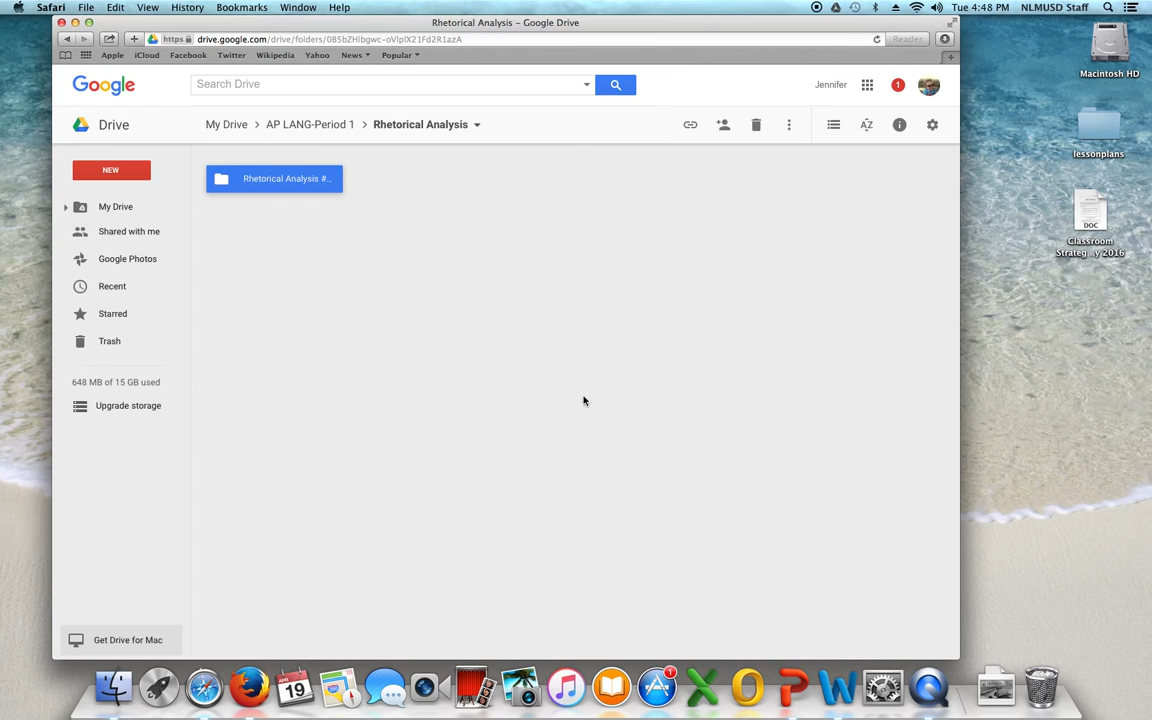 Safari File Edit View History Bookmarks Window Help Tue 4:48 PM NLMUSD Staff
Rhetorical Analysis – Google Drive
https drive.google.com/drive/folders/0B5bZHlbgwc-oVlplX21Fd2R1azA Reader
Apple iCloud Facebook Twitter Wikipedia Yahoo News Popular
Macintosh HD
Google Search Drive Jennifer 1
Drive My Drive > AP LANG-Period 1 > Rhetorical Analysis
lessonplans
NEW Rhetorical Analysis #...
My Drive
Shared with me
DOC
Classroom
Strateg...y 2016
Google Photos
Recent
Starred
Trash
648 MB of 15 GB used
Upgrade storage
Get Drive for Mac
APR
19
1
X O P W